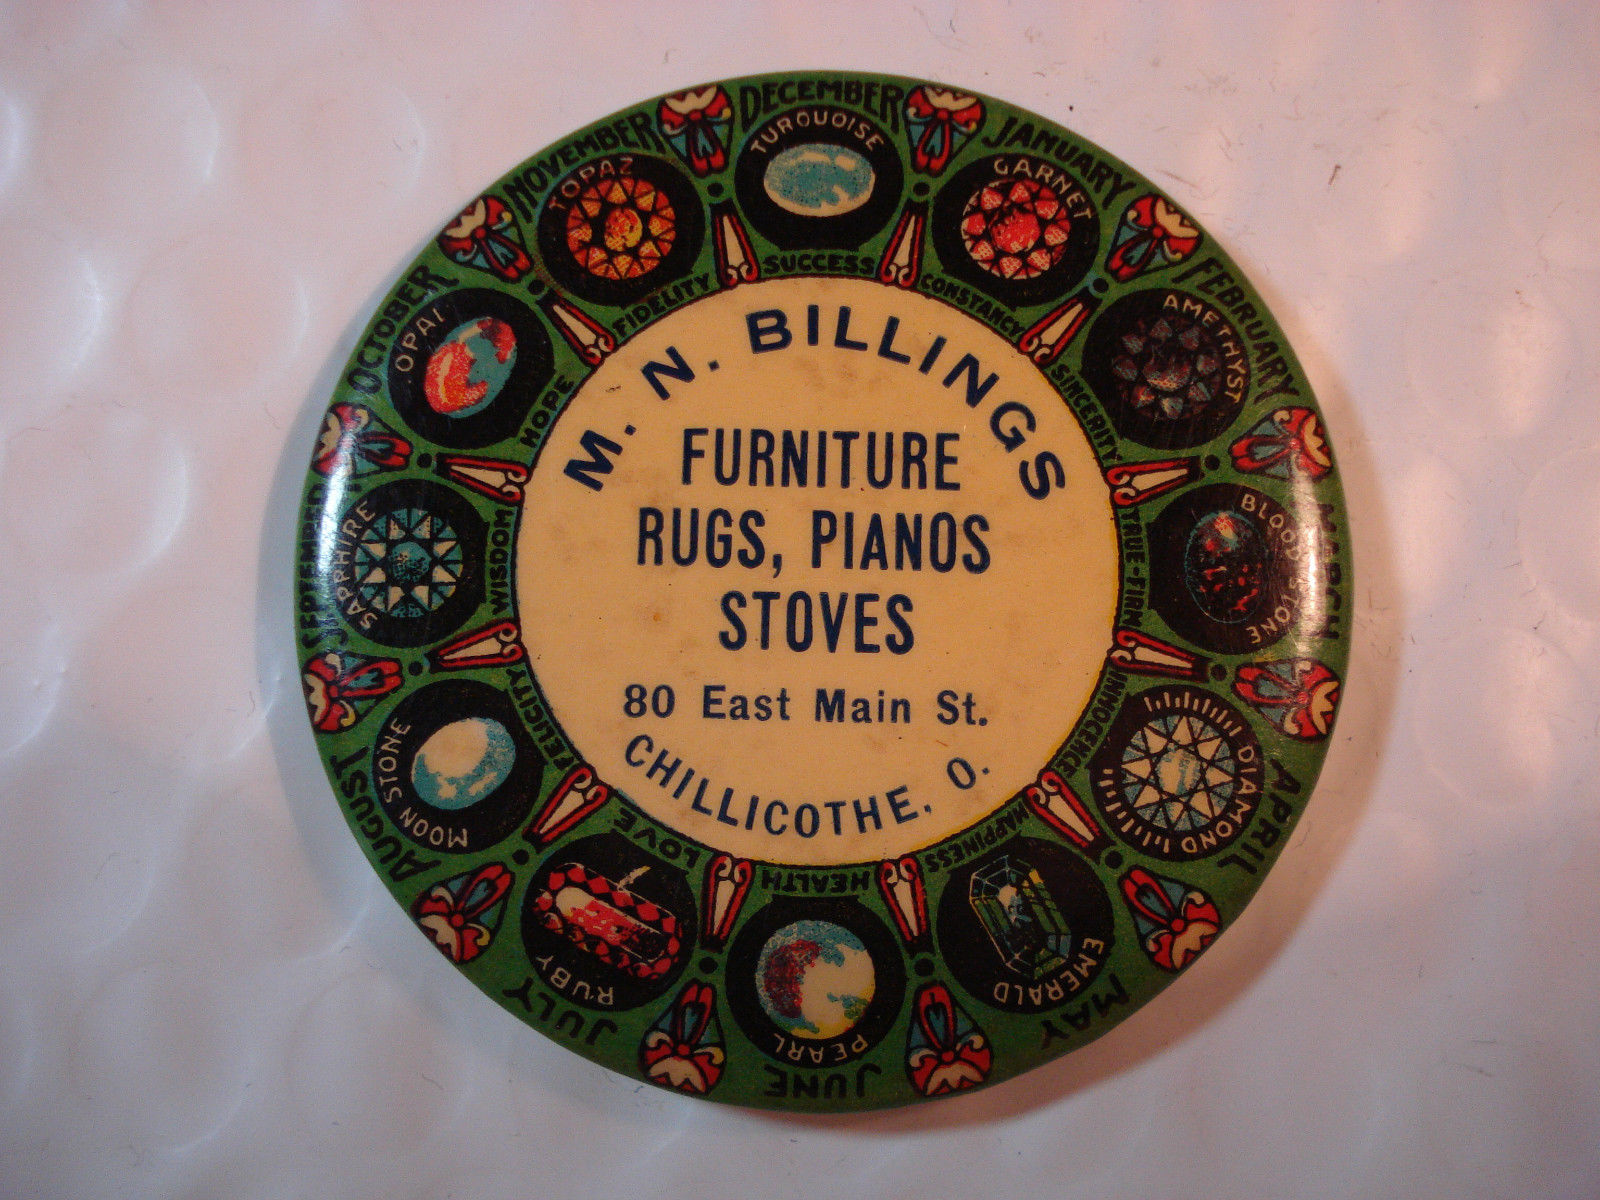 M. N. BILLINGS
FURNITURE
RUGS, PIANOS
STOVES
80 East Main St.
CHILLICOTHE, O.
DECEMBER
TURQUOISE
SUCCESS
JANUARY
GARNET
CONSTANCY
FEBRUARY
AMETHYST
SINCERITY
MARCH
BLOOD STONE
TRUE-FIRM
APRIL
DIAMOND
INNOCENCE
MAY
EMERALD
HAPPINESS
JUNE
PEARL
HEALTH
JULY
RUBY
LOVE
AUGUST
MOON STONE
FELICITY
SEPTEMBER
SAPPHIRE
WISDOM
OCTOBER
OPAL
HOPE
NOVEMBER
TOPAZ
FIDELITY